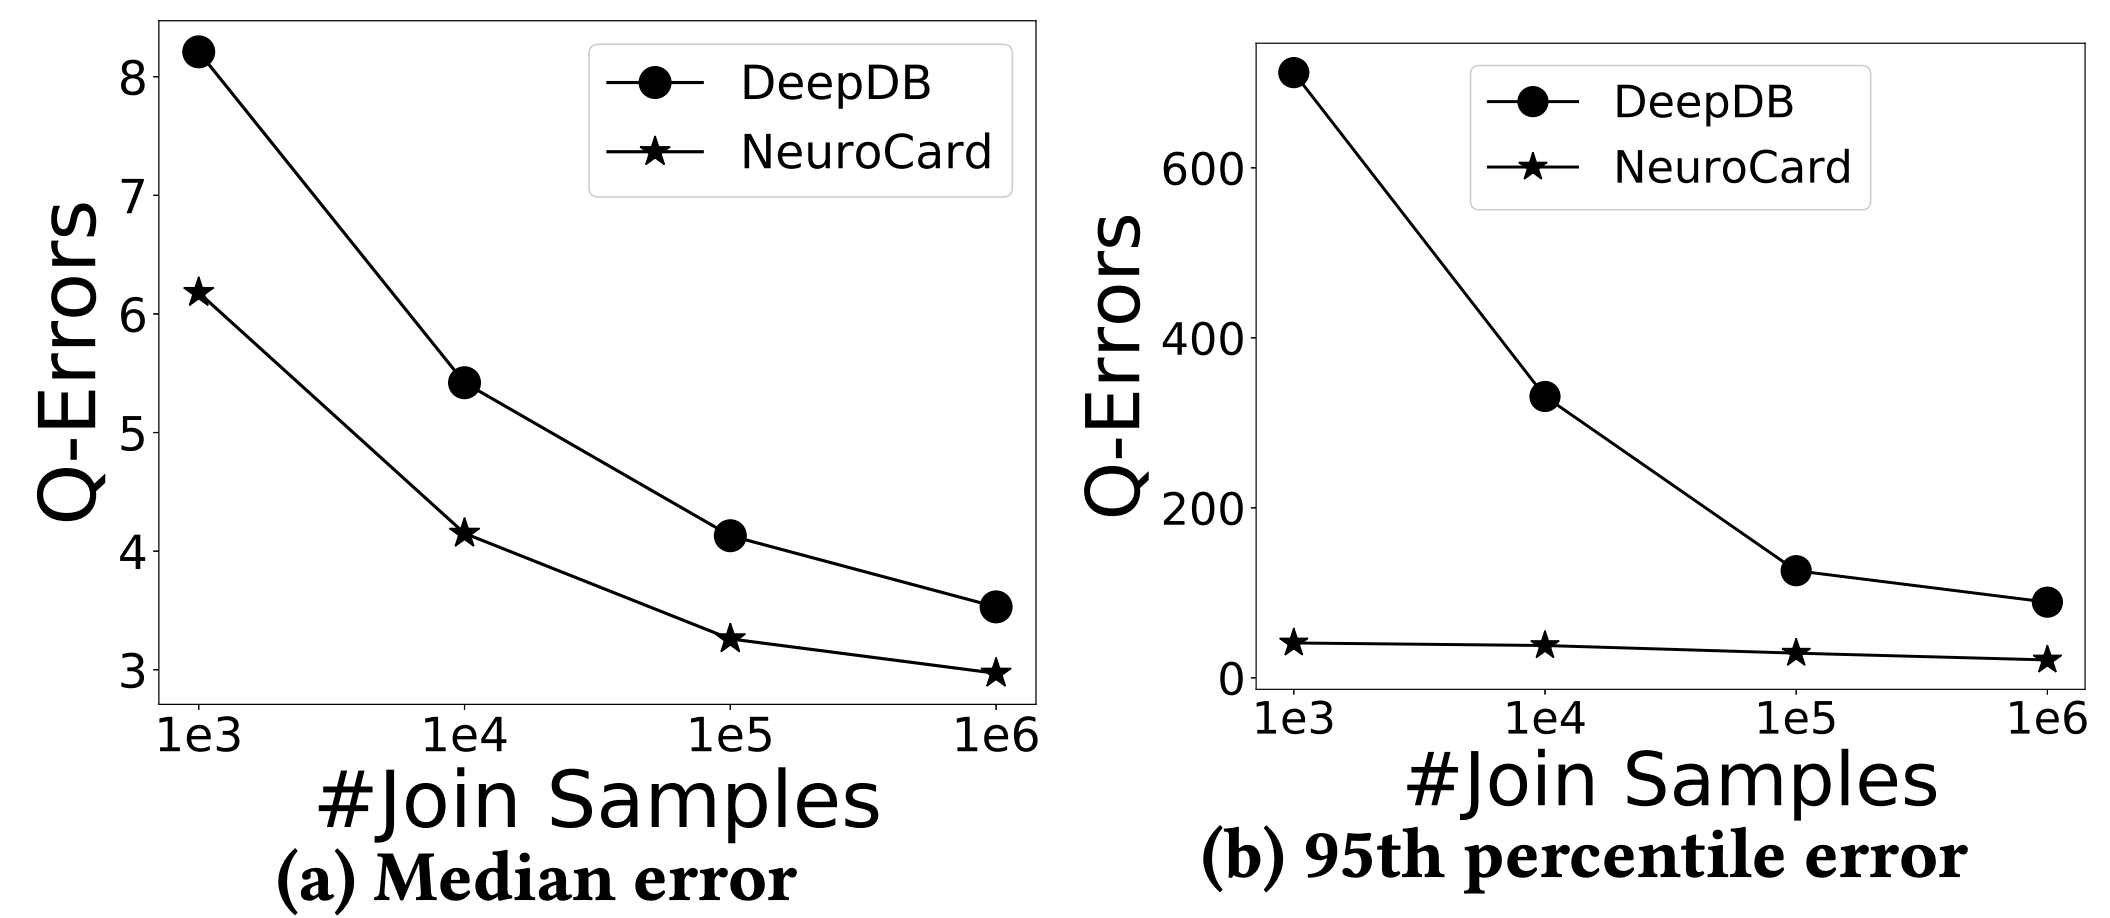 8
7
6
5
4
3
Q-Errors
DeepDB
NeuroCard
1e3 1e4 1e5 1e6
#Join Samples
(a) Median error
600
400
200
0
Q-Errors
DeepDB
NeuroCard
1e3 1e4 1e5 1e6
#Join Samples
(b) 95th percentile error